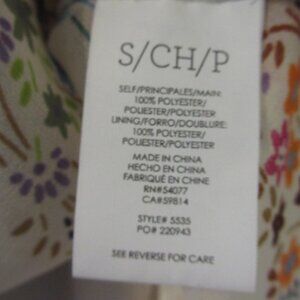 S/CH/P
SELF/PRINCIPALES/MAIN:
100% POLYESTER/
POLIESTER/POLYESTER
LINING/FORRO/DOUBLURE:
100% POLYESTER/
POLIESTER/POLYESTER
MADE IN CHINA
HECHO EN CHINA
FABRIQUÉ EN CHINE
RN#54077
CA#59814
STYLE# 5535
PO# 220943
SEE REVERSE FOR CARE